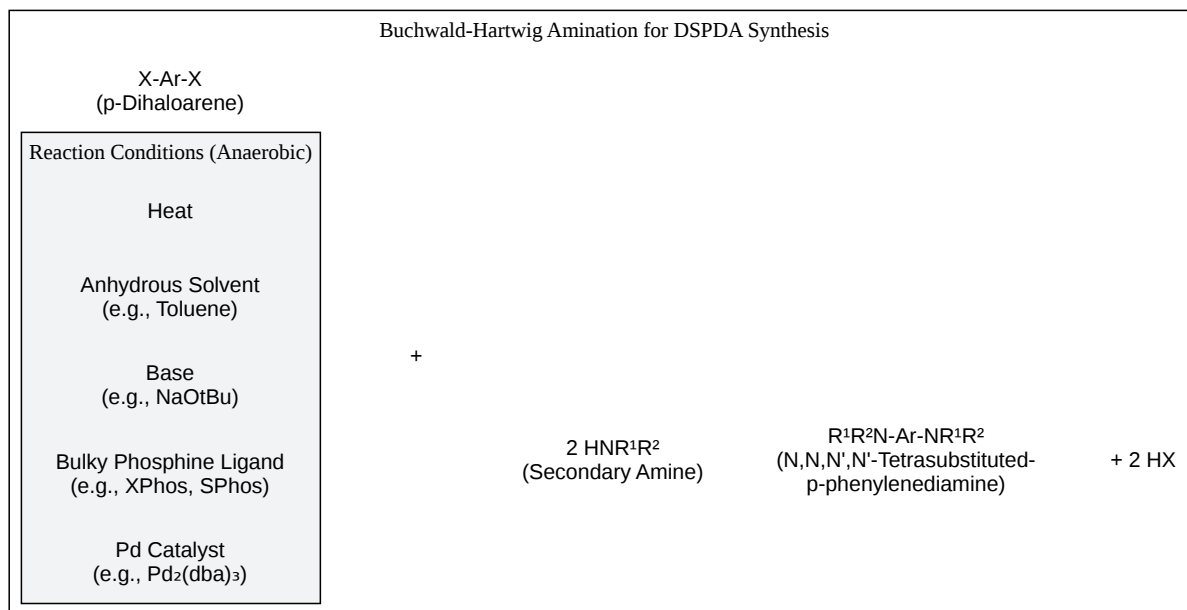 Buchwald-Hartwig Amination for DSPDA Synthesis
X-Ar-X
(p-Dihaloarene)
Reaction Conditions (Anaerobic)
Heat
Anhydrous Solvent
(e.g., Toluene)
Base
(e.g., NaOtBu)
Bulky Phosphine Ligand
(e.g., XPhos, SPhos)
Pd Catalyst
(e.g., Pd₂(dba)₃)
+
2 HNR¹R²
(Secondary Amine)
R¹R²N-Ar-NR¹R²
(N,N,N',N'-Tetrasubstituted-
p-phenylenediamine)
+ 2 HX